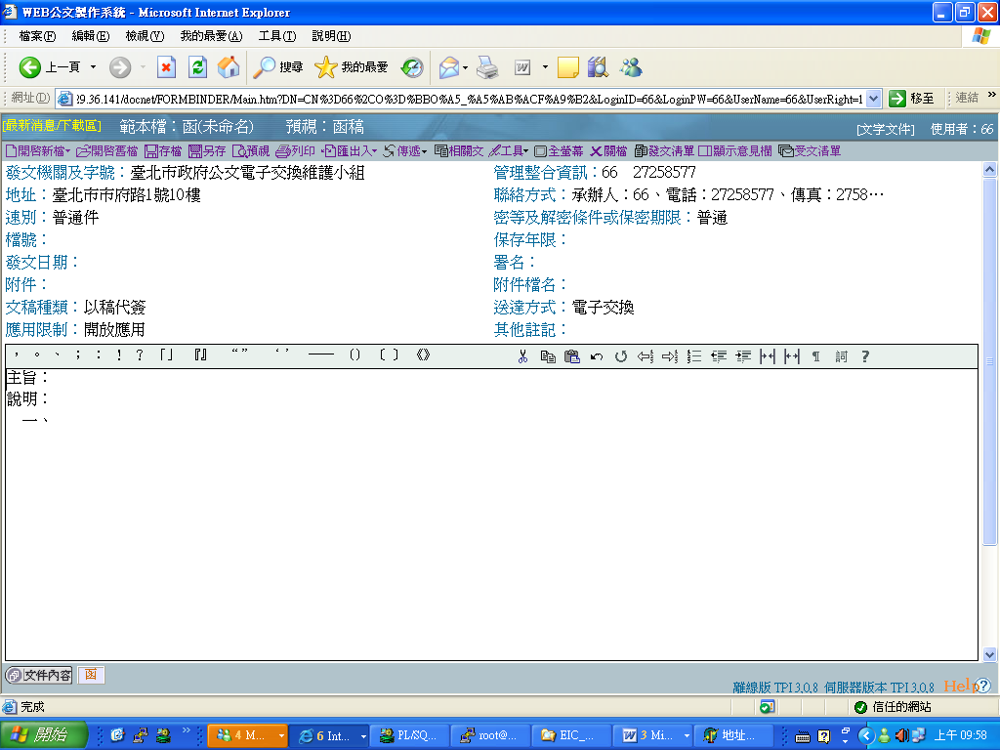 WEB公文製作系統 - Microsoft Internet Explorer
檔案(F) 編輯(E) 檢視(V) 我的最愛(A) 工具(T) 說明(H)
上一頁 搜尋 我的最愛
網址(D) 29.36.141/docnet/FORMBINDER/Main.htm?DN=CN%3D66%2CO%3D%BBO%A5_%A5%AB%ACF%A9%B2&LoginID=66&LoginPW=66&UserName=66&UserRight=1 移至 連結 »
[最新消息/下載區] 範本檔：函(未命名) 預視：函稿 [文字文件] 使用者：66
開啓新檔 開啓舊檔 存檔 另存 預視 列印 匯出入 傳遞 相關文 工具 全螢幕 關檔 發文清單 顯示意見欄 受文清單
發文機關及字號：臺北市政府公文電子交換維護小組 管理整合資訊：66 27258577
地址：臺北市市府路1號10樓 聯絡方式：承辦人：66、電話：27258577、傳真：2758…
速別：普通件 密等及解密條件或保密期限：普通
檔號： 保存年限：
發文日期： 署名：
附件： 附件檔名：
文稿種類：以稿代簽 送達方式：電子交換
應用限制：開放應用 其他註記：
， 。 、 ； ： ！ ？ 「」 『』 “” ‘’ —— （） 〔〕 《》 ¶ 詞 ?
主旨：
說明：
一、
文件內容 函
離線版 TPI 3.0.8 伺服器版本 TPI 3.0.8 Help?
完成 信任的網站
開始 » 4 M... 6 Int... PL/SQ... root@... EIC_... 3 Mi... 地址... 上午 09:58